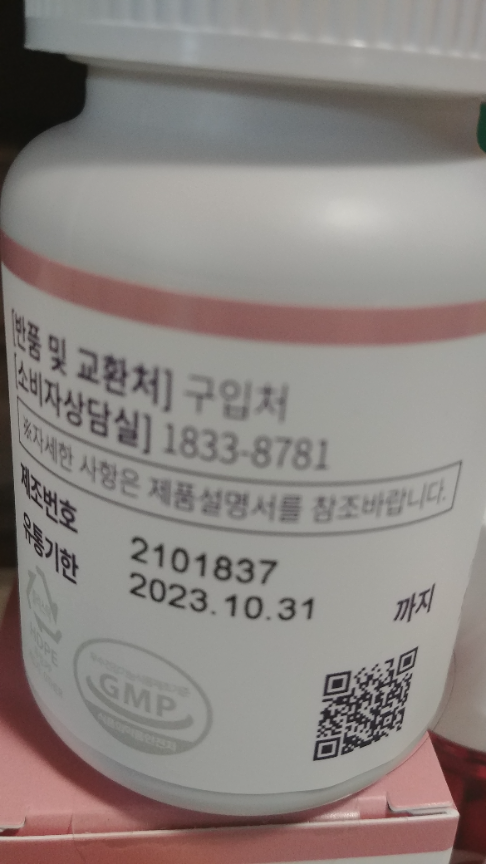 [반품 및 교환처] 구입처
[소비자상담실] 1833-8781
※자세한 사항은 제품설명서를 참조바랍니다.
제조번호 2101837
유통기한 2023.10.31 까지
HDPE
GMP